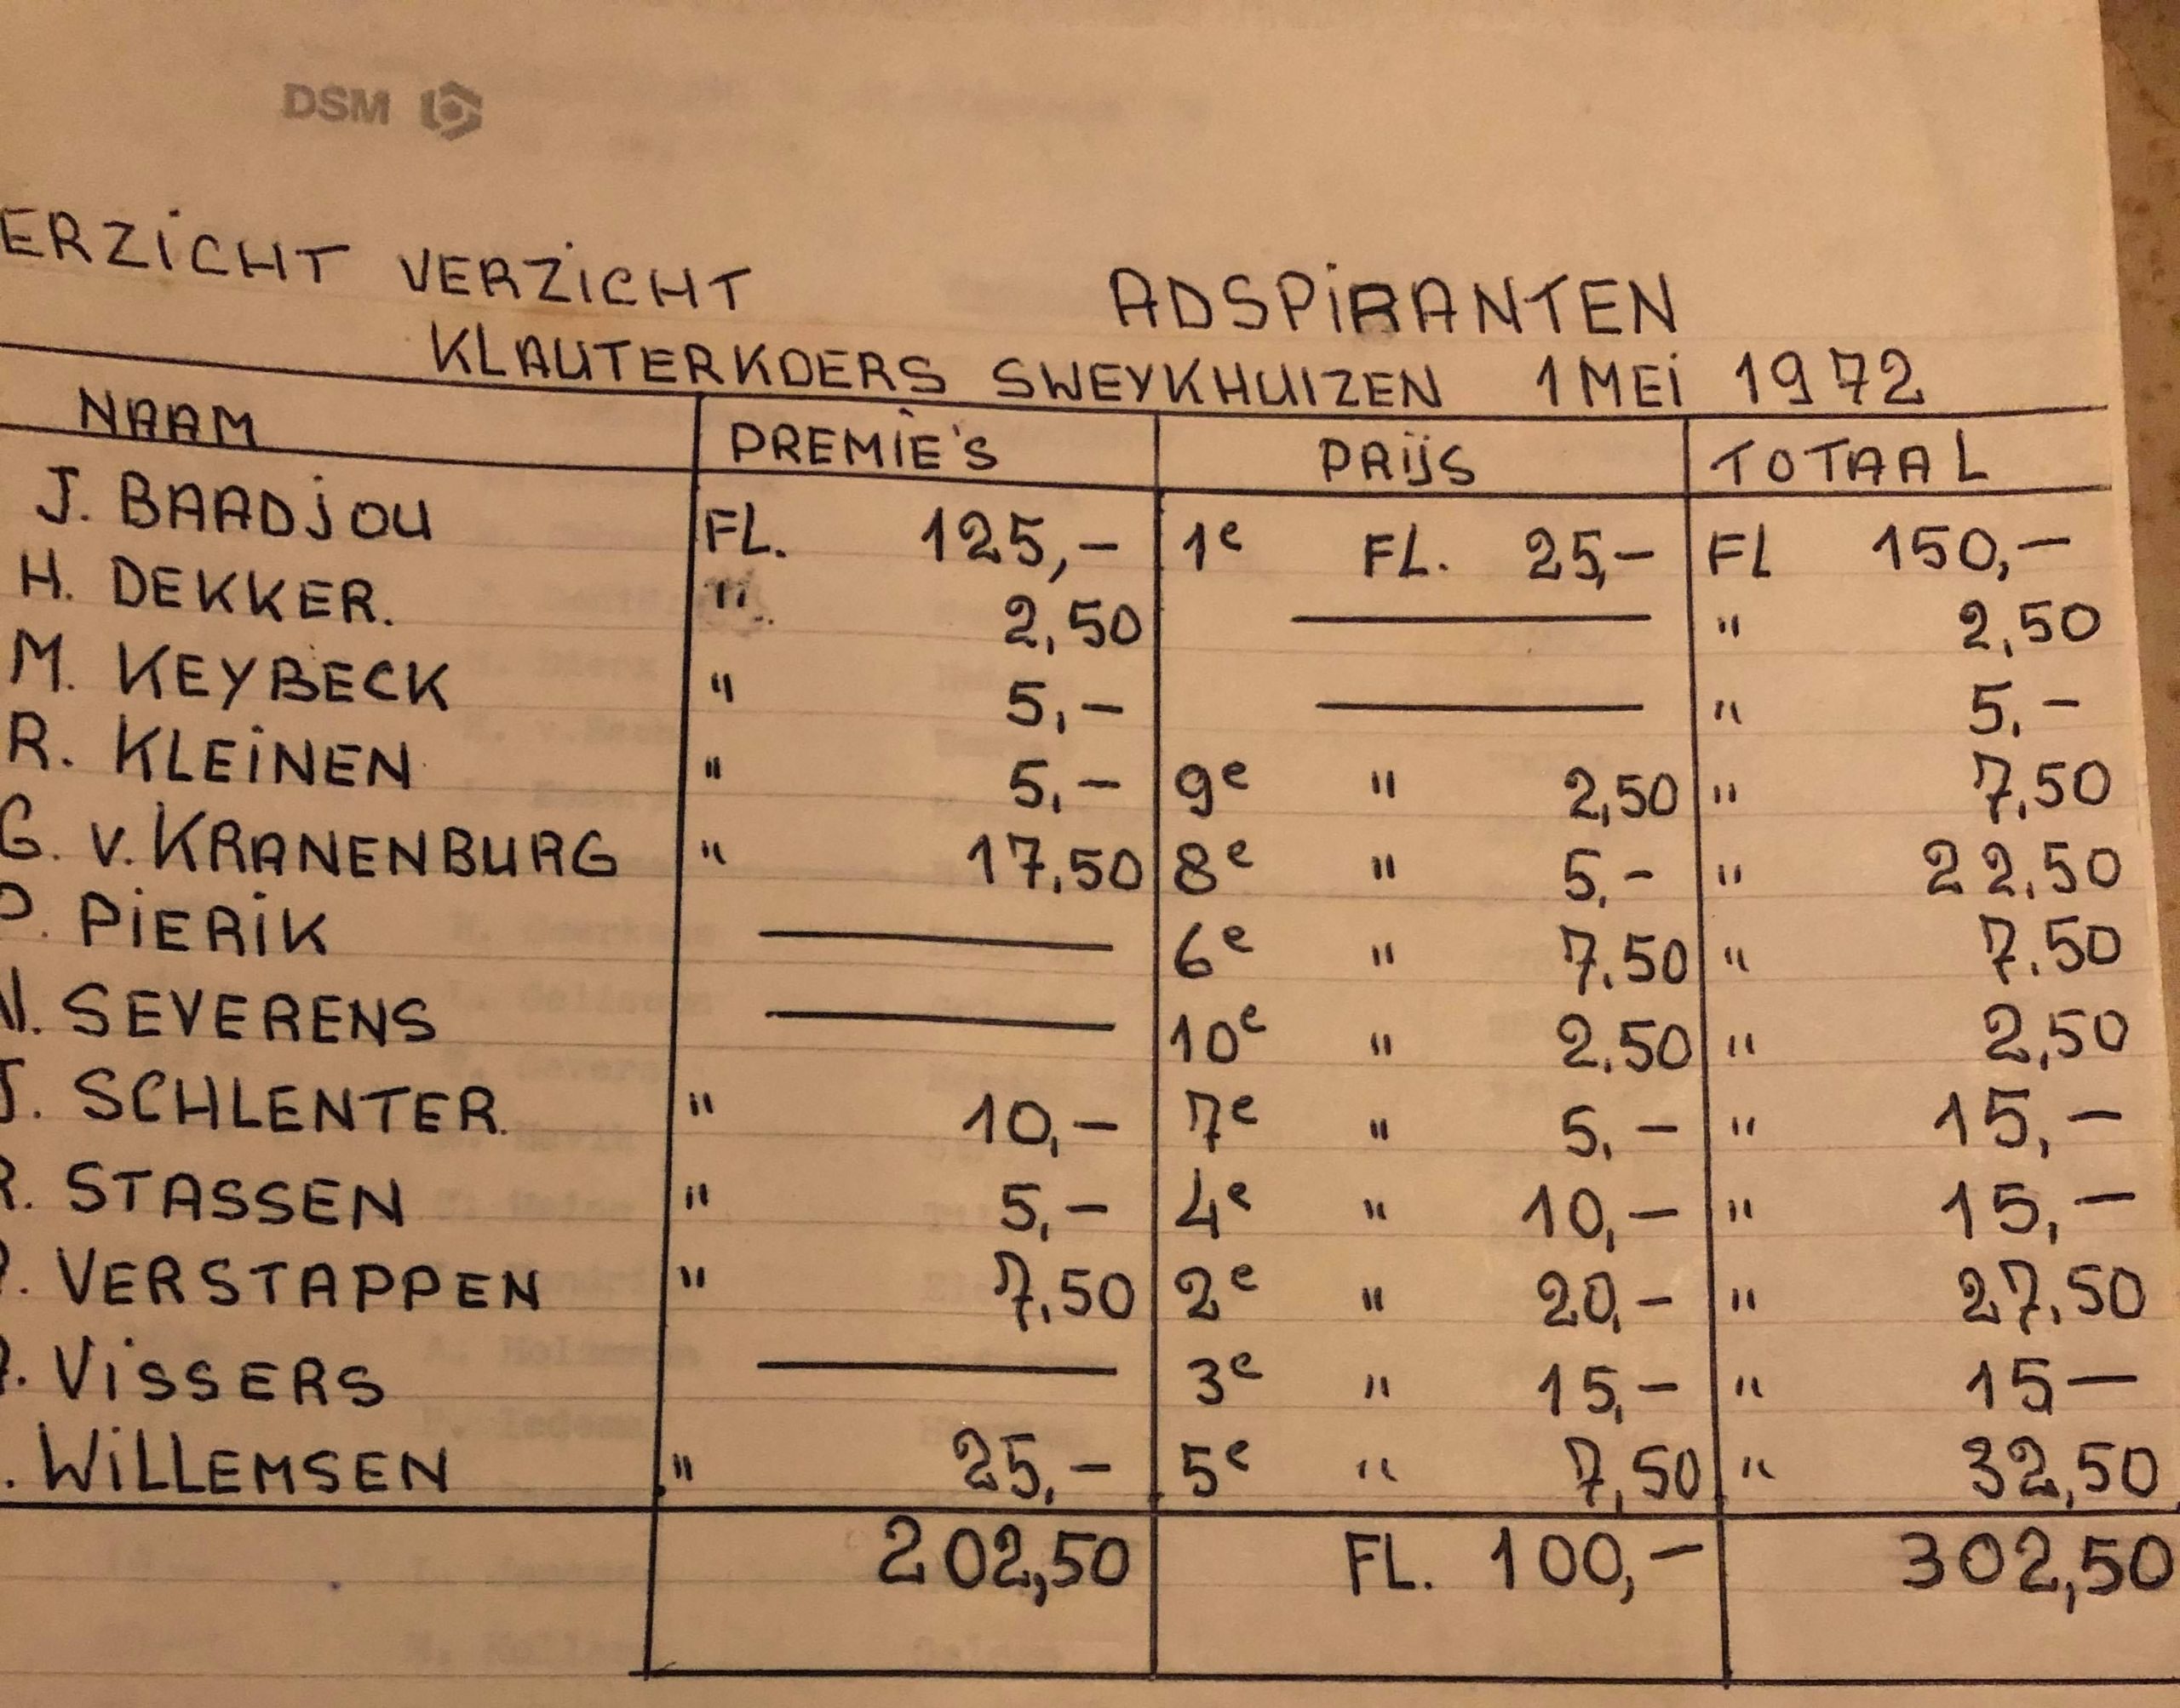 DSM
ERZICHT VERZICHT ADSPIRANTEN
KLAUTERKOERS SWEYKHUIZEN 1 MEI 1972
NAAM PREMIE'S PRIJS TOTAAL
J. BAADJOU FL. 125,- 1e FL. 25,- FL 150,-
H. DEKKER. " 2,50 — " 2,50
M. KEYBECK " 5,- — " 5.-
R. KLEINEN " 5,- 9e " 2,50 " 7,50
G. v. KRANENBURG " 17,50 8e " 5.- " 22,50
P. PIERIK — 6e " 7.50 " 7.50
SEVERENS — 10e " 2.50 " 2,50
J. SCHLENTER. " 10,- 7e " 5,- " 15,-
R. STASSEN " 5,- 4e " 10,- " 15,-
VERSTAPPEN " 7,50 2e " 20,- " 27,50
VISSERS — 3e " 15,- " 15-
. WILLEMSEN " 25,- 5e " 7,50 " 32,50
202,50 FL. 100,- 302,50